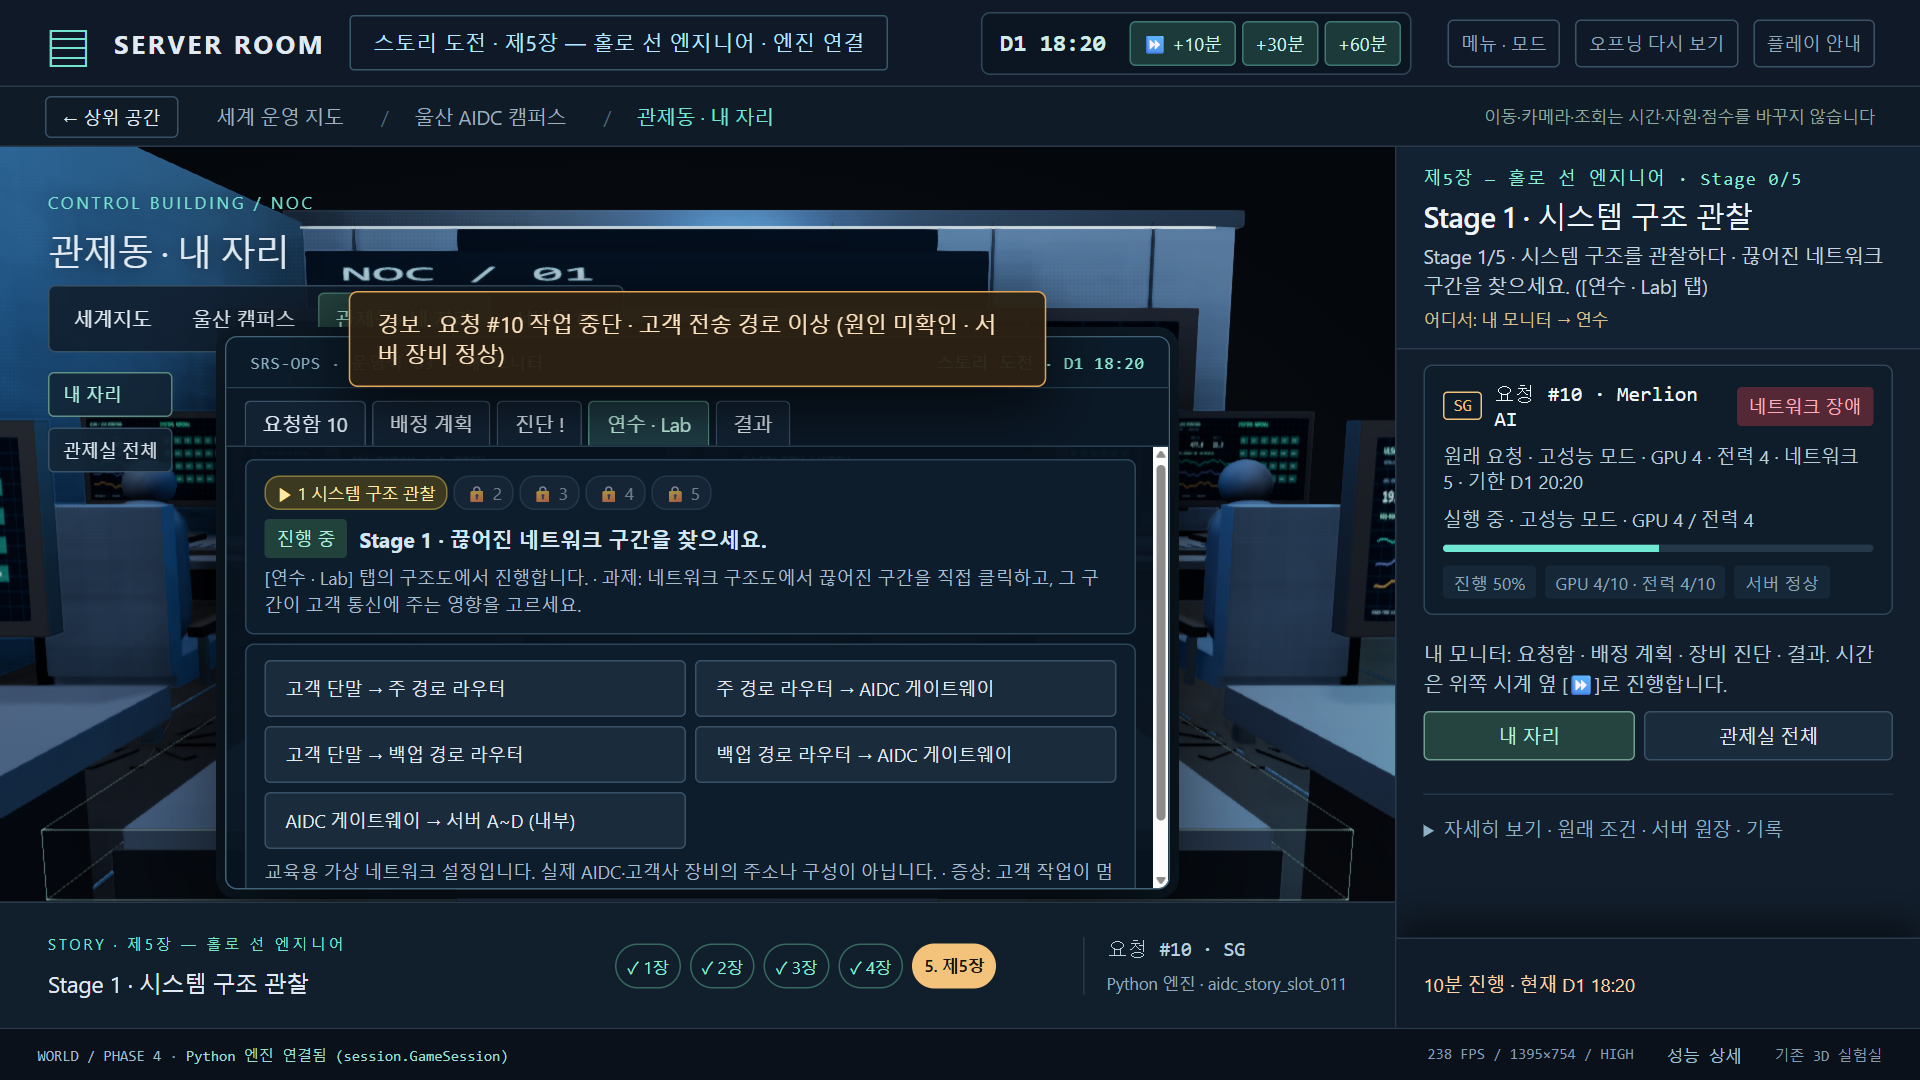 SERVER ROOM
스토리 도전 · 제5장 — 홀로 선 엔지니어 · 엔진 연결
D1 18:20
⏩ +10분
+30분
+60분
메뉴 · 모드
오프닝 다시 보기
플레이 안내
← 상위 공간
세계 운영 지도 / 울산 AIDC 캠퍼스 / 관제동 · 내 자리
이동·카메라·조회는 시간·자원·점수를 바꾸지 않습니다
CONTROL BUILDING / NOC
관제동 · 내 자리
NOC / 01
세계지도
울산 캠퍼스
내 자리
관제실 전체
경보 · 요청 #10 작업 중단 · 고객 전송 경로 이상 (원인 미확인 · 서
버 장비 정상)
SRS-OPS ·
스토리 도전 · D1 18:20
요청함 10
배정 계획
진단 !
연수 · Lab
결과
▶ 1 시스템 구조 관찰
🔒 2
🔒 3
🔒 4
🔒 5
진행 중
Stage 1 · 끊어진 네트워크 구간을 찾으세요.
[연수 · Lab] 탭의 구조도에서 진행합니다. · 과제: 네트워크 구조도에서 끊어진 구간을 직접 클릭하고, 그 구
간이 고객 통신에 주는 영향을 고르세요.
고객 단말 → 주 경로 라우터
주 경로 라우터 → AIDC 게이트웨이
고객 단말 → 백업 경로 라우터
백업 경로 라우터 → AIDC 게이트웨이
AIDC 게이트웨이 → 서버 A~D (내부)
교육용 가상 네트워크 설정입니다. 실제 AIDC·고객사 장비의 주소나 구성이 아닙니다. · 증상: 고객 작업이 멈
제5장 — 홀로 선 엔지니어 · Stage 0/5
Stage 1 · 시스템 구조 관찰
Stage 1/5 · 시스템 구조를 관찰하다 · 끊어진 네트워크
구간을 찾으세요. ([연수 · Lab] 탭)
어디서: 내 모니터 → 연수
SG
요청 #10 · Merlion
AI
네트워크 장애
원래 요청 · 고성능 모드 · GPU 4 · 전력 4 · 네트워크
5 · 기한 D1 20:20
실행 중 · 고성능 모드 · GPU 4 / 전력 4
진행 50%
GPU 4/10 · 전력 4/10
서버 정상
내 모니터: 요청함 · 배정 계획 · 장비 진단 · 결과. 시간
은 위쪽 시계 옆 [⏩]로 진행합니다.
내 자리
관제실 전체
▶ 자세히 보기 · 원래 조건 · 서버 원장 · 기록
STORY · 제5장 — 홀로 선 엔지니어
Stage 1 · 시스템 구조 관찰
✓ 1장
✓ 2장
✓ 3장
✓ 4장
5. 제5장
요청 #10 · SG
Python 엔진 · aidc_story_slot_011
10분 진행 · 현재 D1 18:20
WORLD / PHASE 4 · Python 엔진 연결됨 (session.GameSession)
238 FPS / 1395×754 / HIGH
성능 상세
기존 3D 실험실